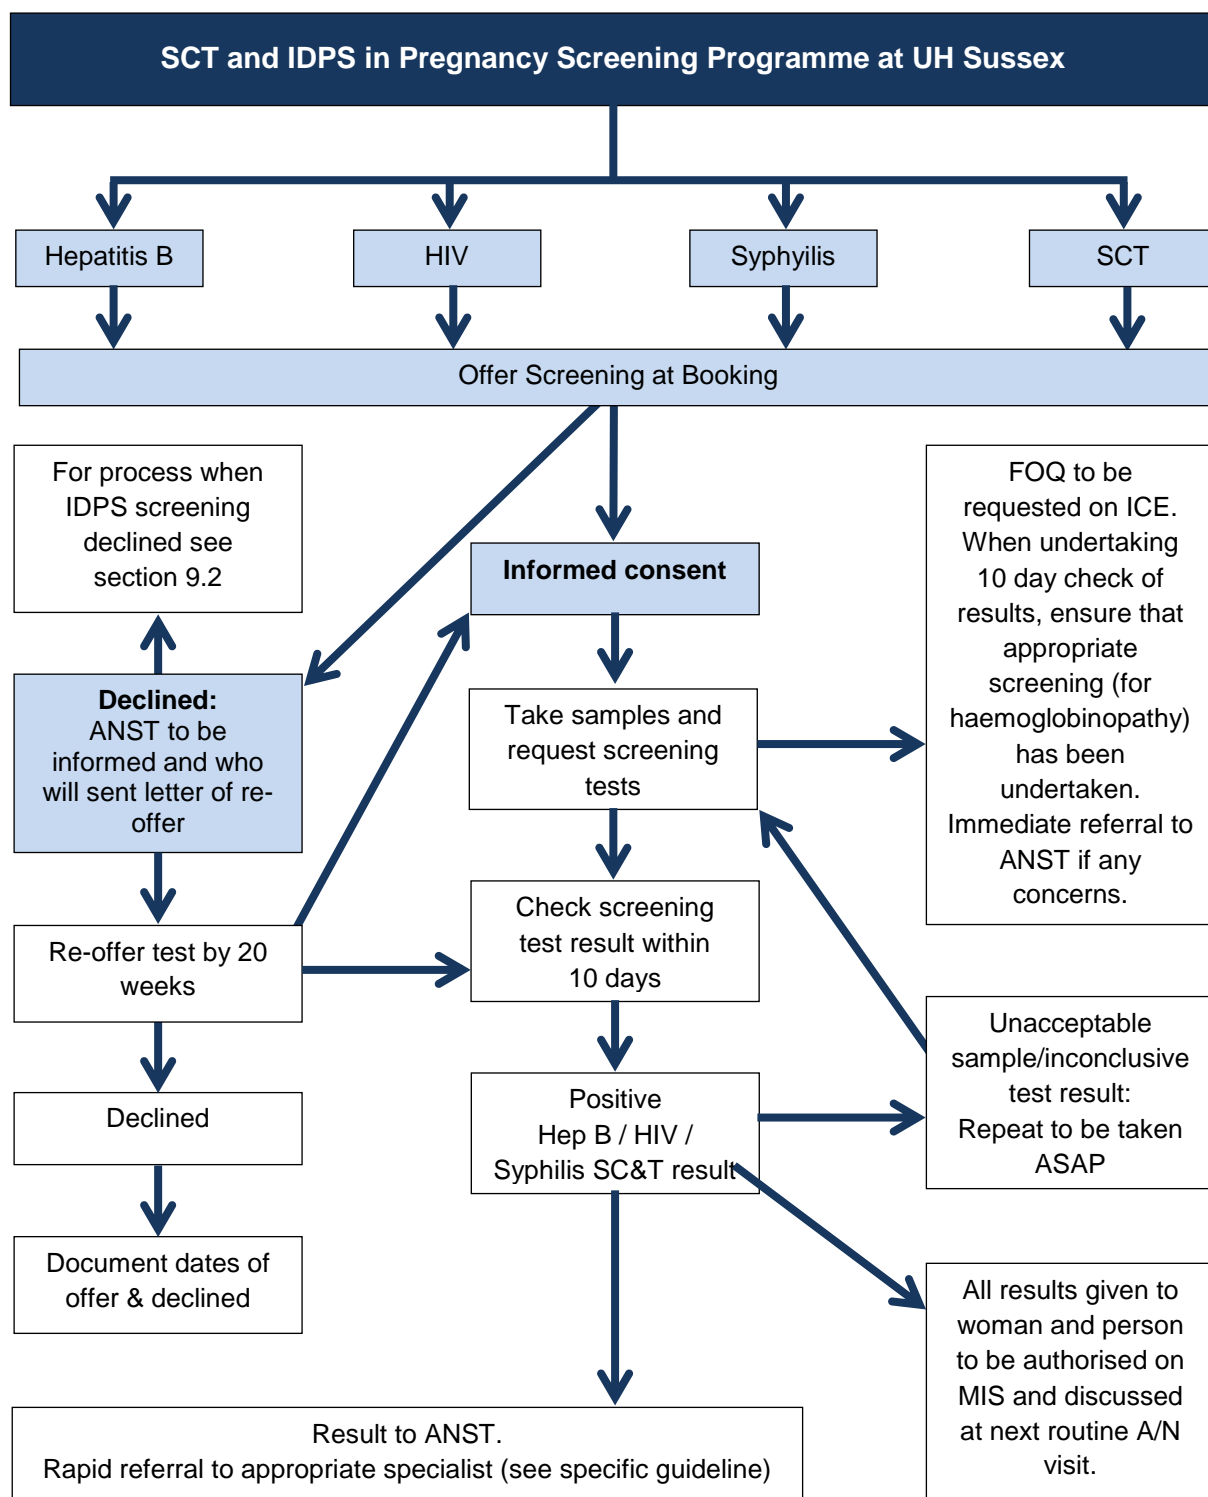 SCT and IDPS in Pregnancy Screening Programme at UH Sussex
Hepatitis B
HIV
Syphyilis
SCT
Offer Screening at Booking
For process when
IDPS screening
declined see
section 9.2
Informed consent
FOQ to be
requested on ICE.
When undertaking
10 day check of
results, ensure that
appropriate
screening (for
haemoglobinopathy)
has been
undertaken.
Immediate referral to
ANST if any
concerns.
Declined:
ANST to be
informed and who
will sent letter of re-
offer
Take samples and
request screening
tests
Check screening
test result within
10 days
Re-offer test by 20
weeks
Unacceptable
sample/inconclusive
test result:
Repeat to be taken
ASAP
Positive
Hep B / HIV /
Syphilis SC&T result
Declined
Document dates of
offer & declined
All results given to
woman and person
to be authorised on
MIS and discussed
at next routine A/N
visit.
Result to ANST.
Rapid referral to appropriate specialist (see specific guideline)